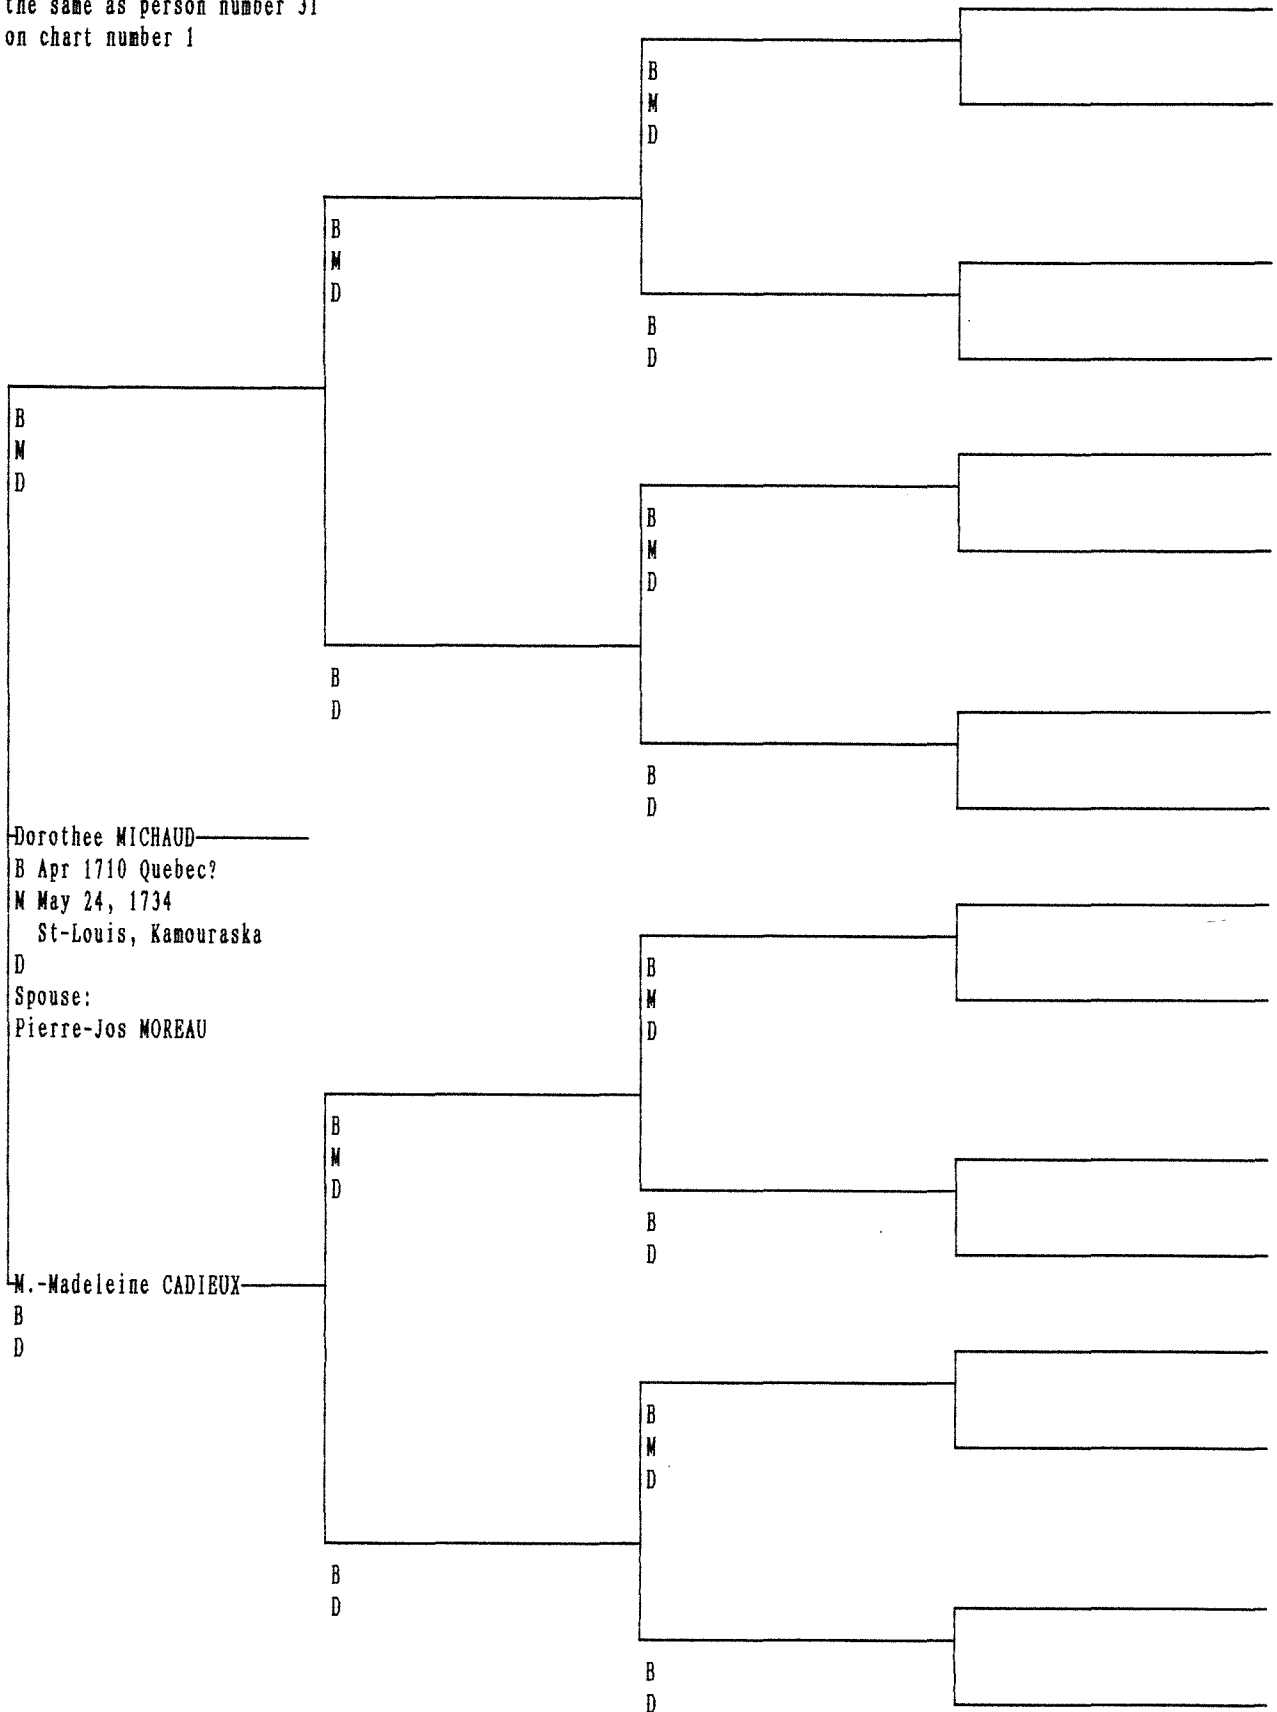 the same as person number 31
on chart number 1
B
M
D
B
M
D
B
D
B
M
D
B
M
D
B
D
B
D
Dorothee MICHAUD
B Apr 1710 Quebec?
M May 24, 1734
St-Louis, Kamouraska
D
Spouse:
Pierre-Jos MOREAU
B
M
D
B
M
D
B
D
M.-Madeleine CADIEUX
B
D
B
M
D
B
D
B
D